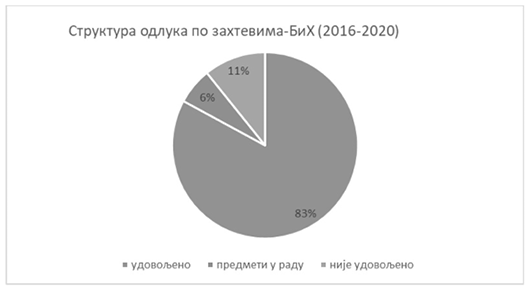 Структура одлука по захтевима-БиХ (2016-2020)
11%
6%
83%
удовољено предмети у раду није удовољено